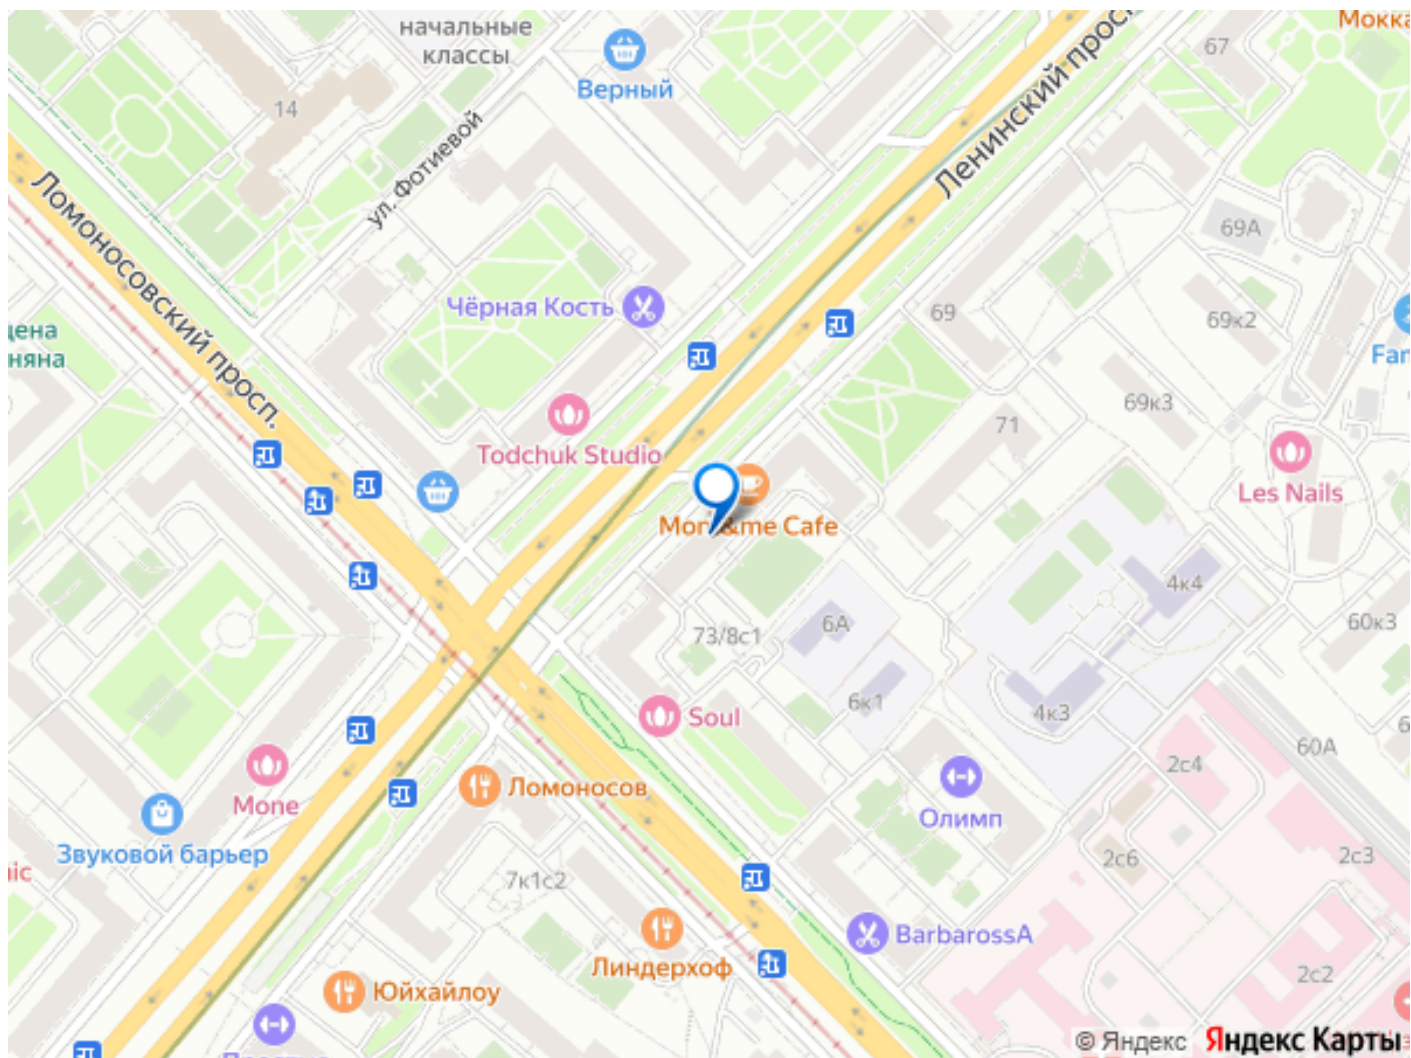 начальные
классы
Мокка
67
Верный
14
ул. Фотиевой
Ленинский просп
Ломоносовский просп.
69А
Чёрная Кость
69
69к2
няна
Fan
69к3
71
Todchuk Studio
Les Nails
Cafe
4к4
73/8с1
6А
60к3
6к1
4к3
Soul
60А
2с4
Mone
Ломоносов
Олимп
Звуковой барьер
2с6
2с3
7к1с2
BarbarossA
Линдерхоф
2с2
Юйхайлоу
© Яндекс Яндекс Карты